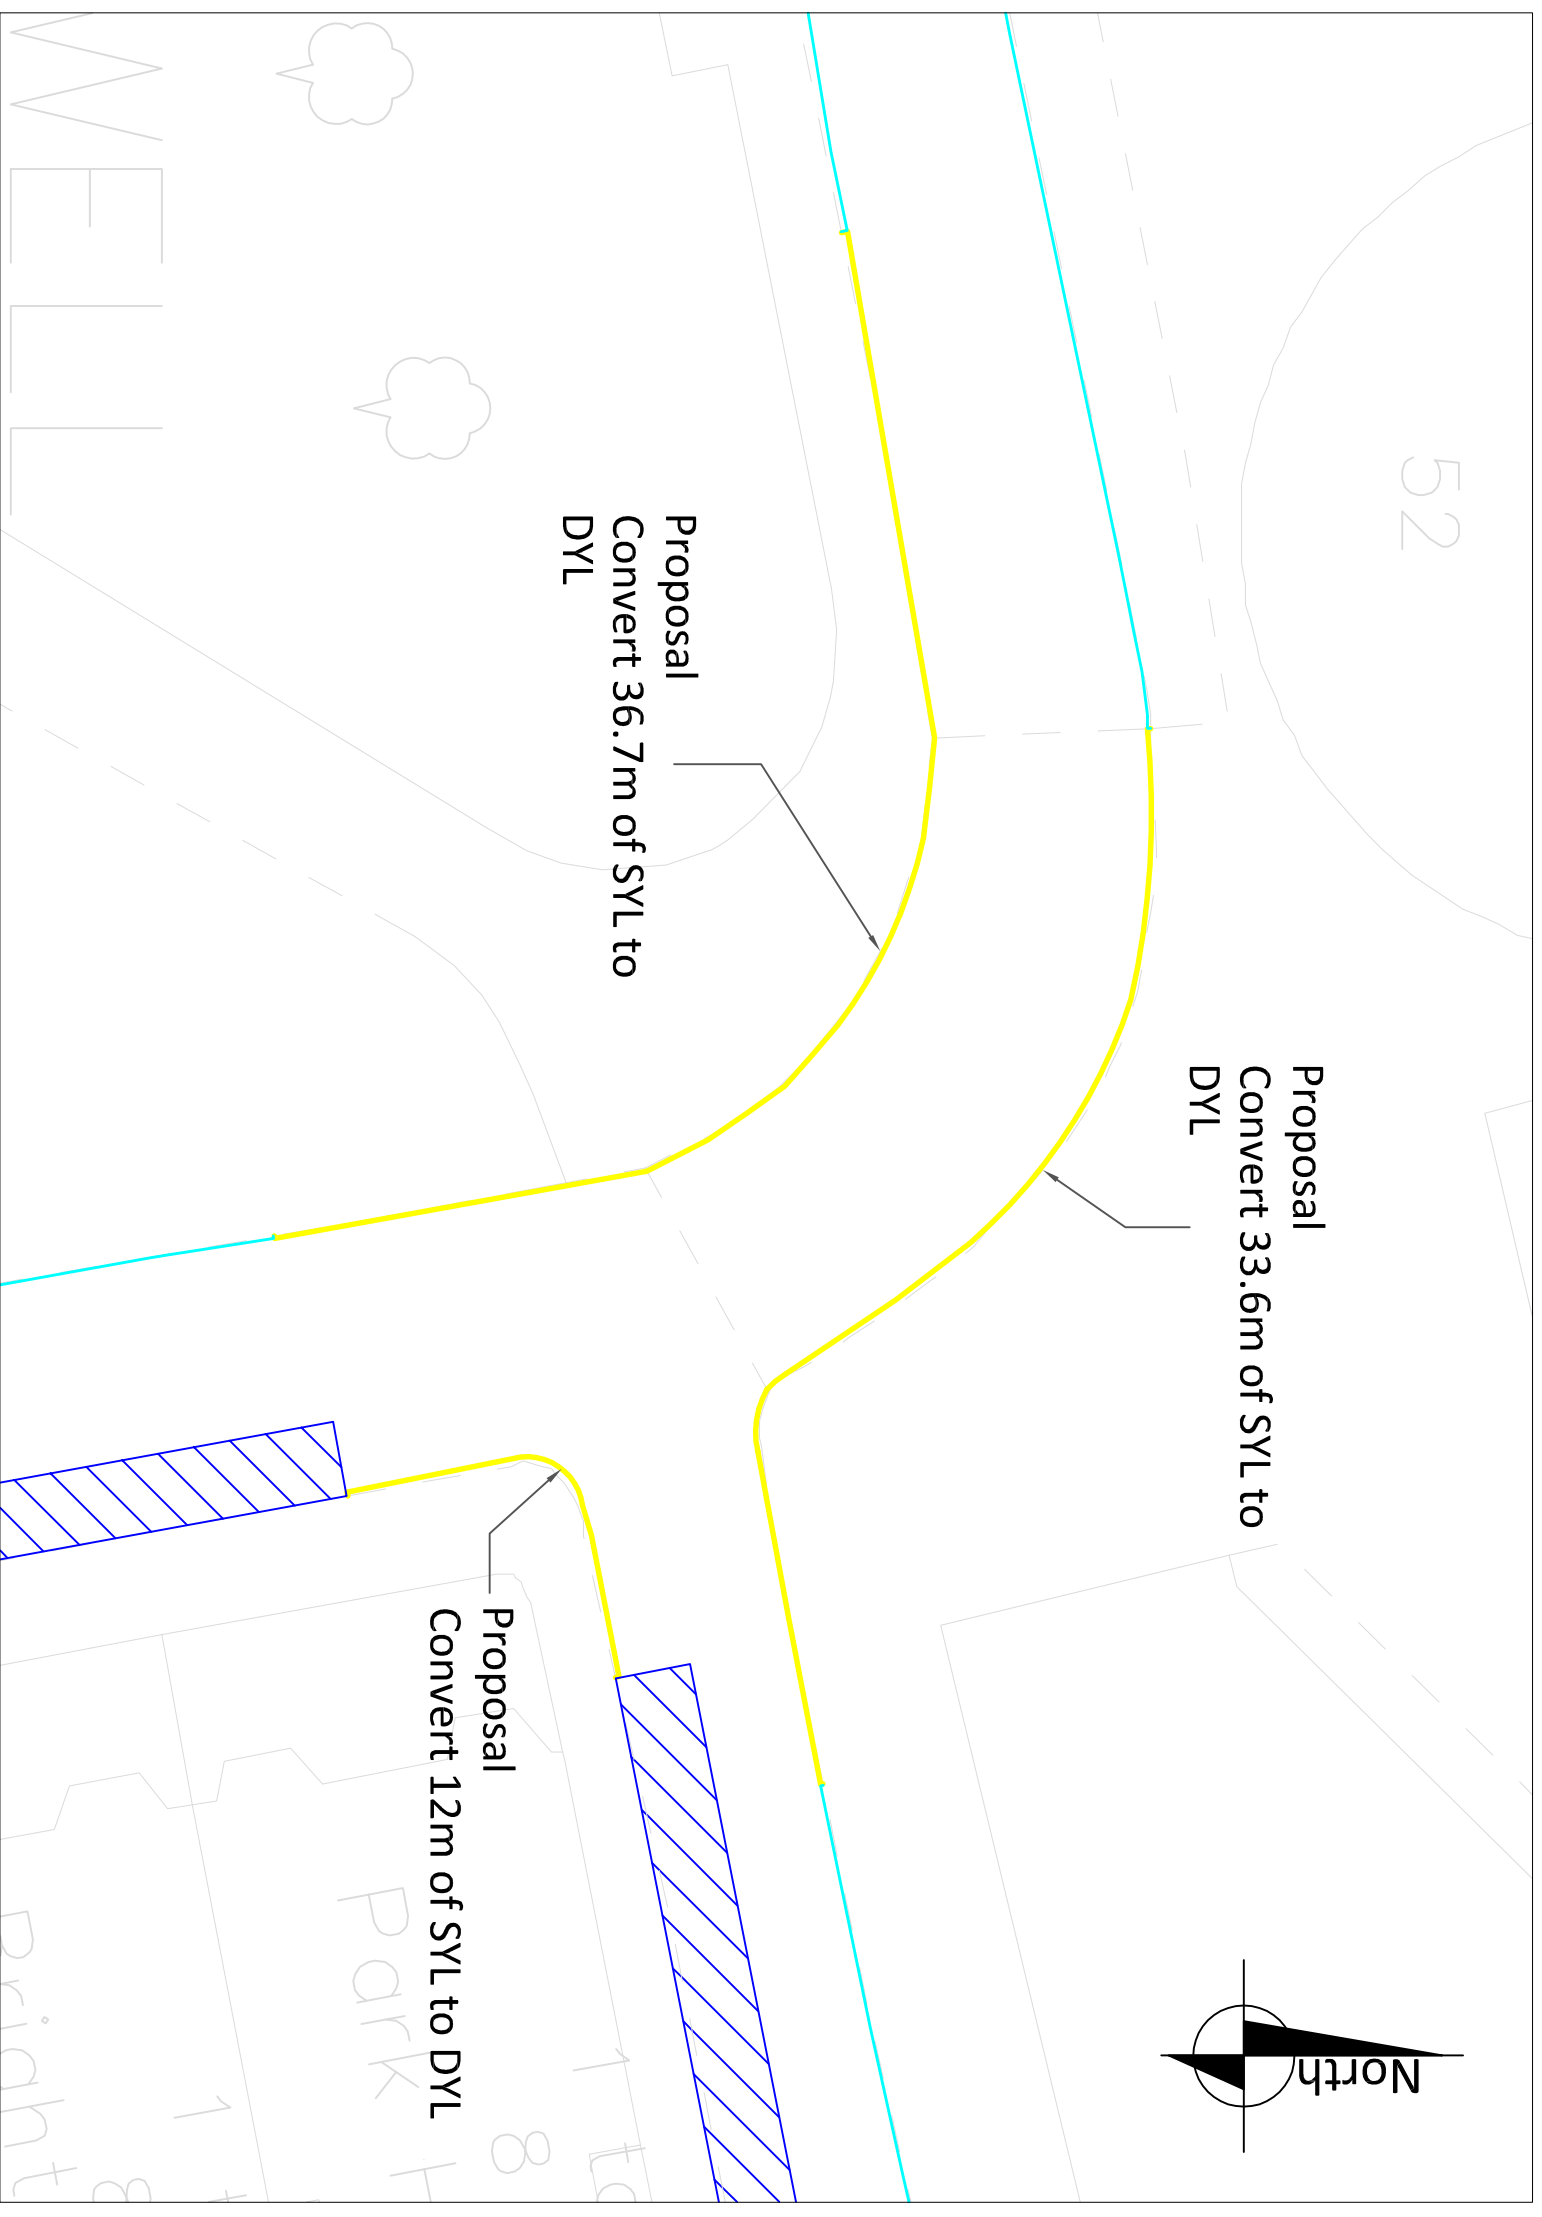 52
WELL
Proposal
Convert 33.6m of SYL to
DYL
Proposal
Convert 36.7m of SYL to
DYL
Proposal
Convert 12m of SYL to DYL
North
Park